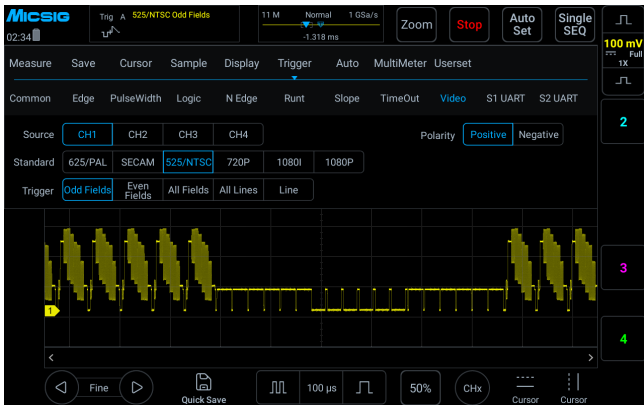 Micsig
02:34
Trig A 525/NTSC Odd Fields
11 M Normal 1 GSa/s
-1.318 ms
Zoom
Stop
Auto Set
Single SEQ
100 mV
Full
1X
Measure Save Cursor Sample Display Trigger Auto MultiMeter Userset
Common Edge PulseWidth Logic N Edge Runt Slope TimeOut Video S1 UART S2 UART
Source CH1 CH2 CH3 CH4 Polarity Positive Negative
Standard 625/PAL SECAM 525/NTSC 720P 1080I 1080P
Trigger Odd Fields Even Fields All Fields All Lines Line
2
3
1
4
Fine
Quick Save
100 µs
50%
CHx
Cursor
Cursor